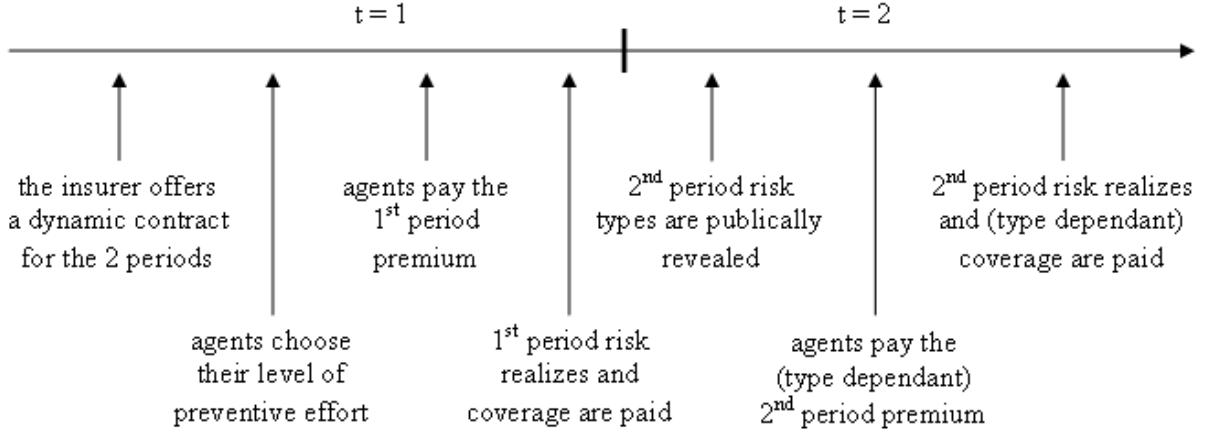 t = 1
t = 2
the insurer offers
a dynamic contract
for the 2 periods
agents choose
their level of
preventive effort
agents pay the
1st period
premium
1st period risk
realizes and
coverage are paid
2nd period risk
types are publically
revealed
agents pay the
(type dependant)
2nd period premium
2nd period risk realizes
and (type dependant)
coverage are paid